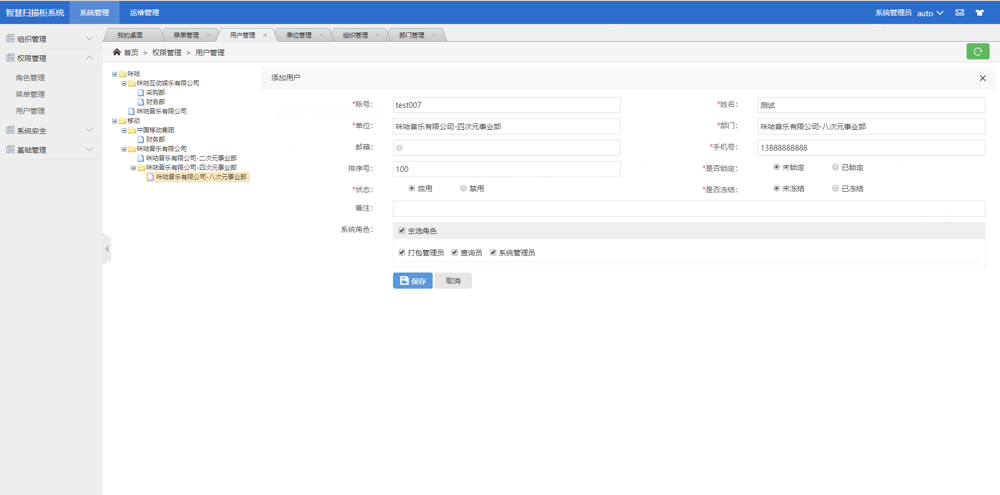 智慧扫描柜系统 系统管理 运维管理 系统管理员 auto
组织管理
权限管理
角色管理
菜单管理
用户管理
系统安全
基础管理
我的桌面 菜单管理 × 用户管理 × 单位管理 × 组织管理 × 部门管理 ×
首页 > 权限管理 > 用户管理
咪咕
咪咕互动娱乐有限公司
采购部
财务部
咪咕音乐有限公司
移动
中国移动集团
财务部
咪咕音乐有限公司
咪咕音乐有限公司-二次元事业部
咪咕音乐有限公司-四次元事业部
咪咕音乐有限公司-八次元事业部
添加用户
*账号： test007 *姓名： 测试
*单位： 咪咕音乐有限公司-四次元事业部 *部门： 咪咕音乐有限公司-八次元事业部
邮箱： @ *手机号： 13888888888
排序号： 100 *是否锁定： 未锁定 已锁定
*状态： 启用 禁用 *是否冻结： 未冻结 已冻结
备注：
系统角色： 全选角色
打包管理员 查询员 系统管理员
保存 取消